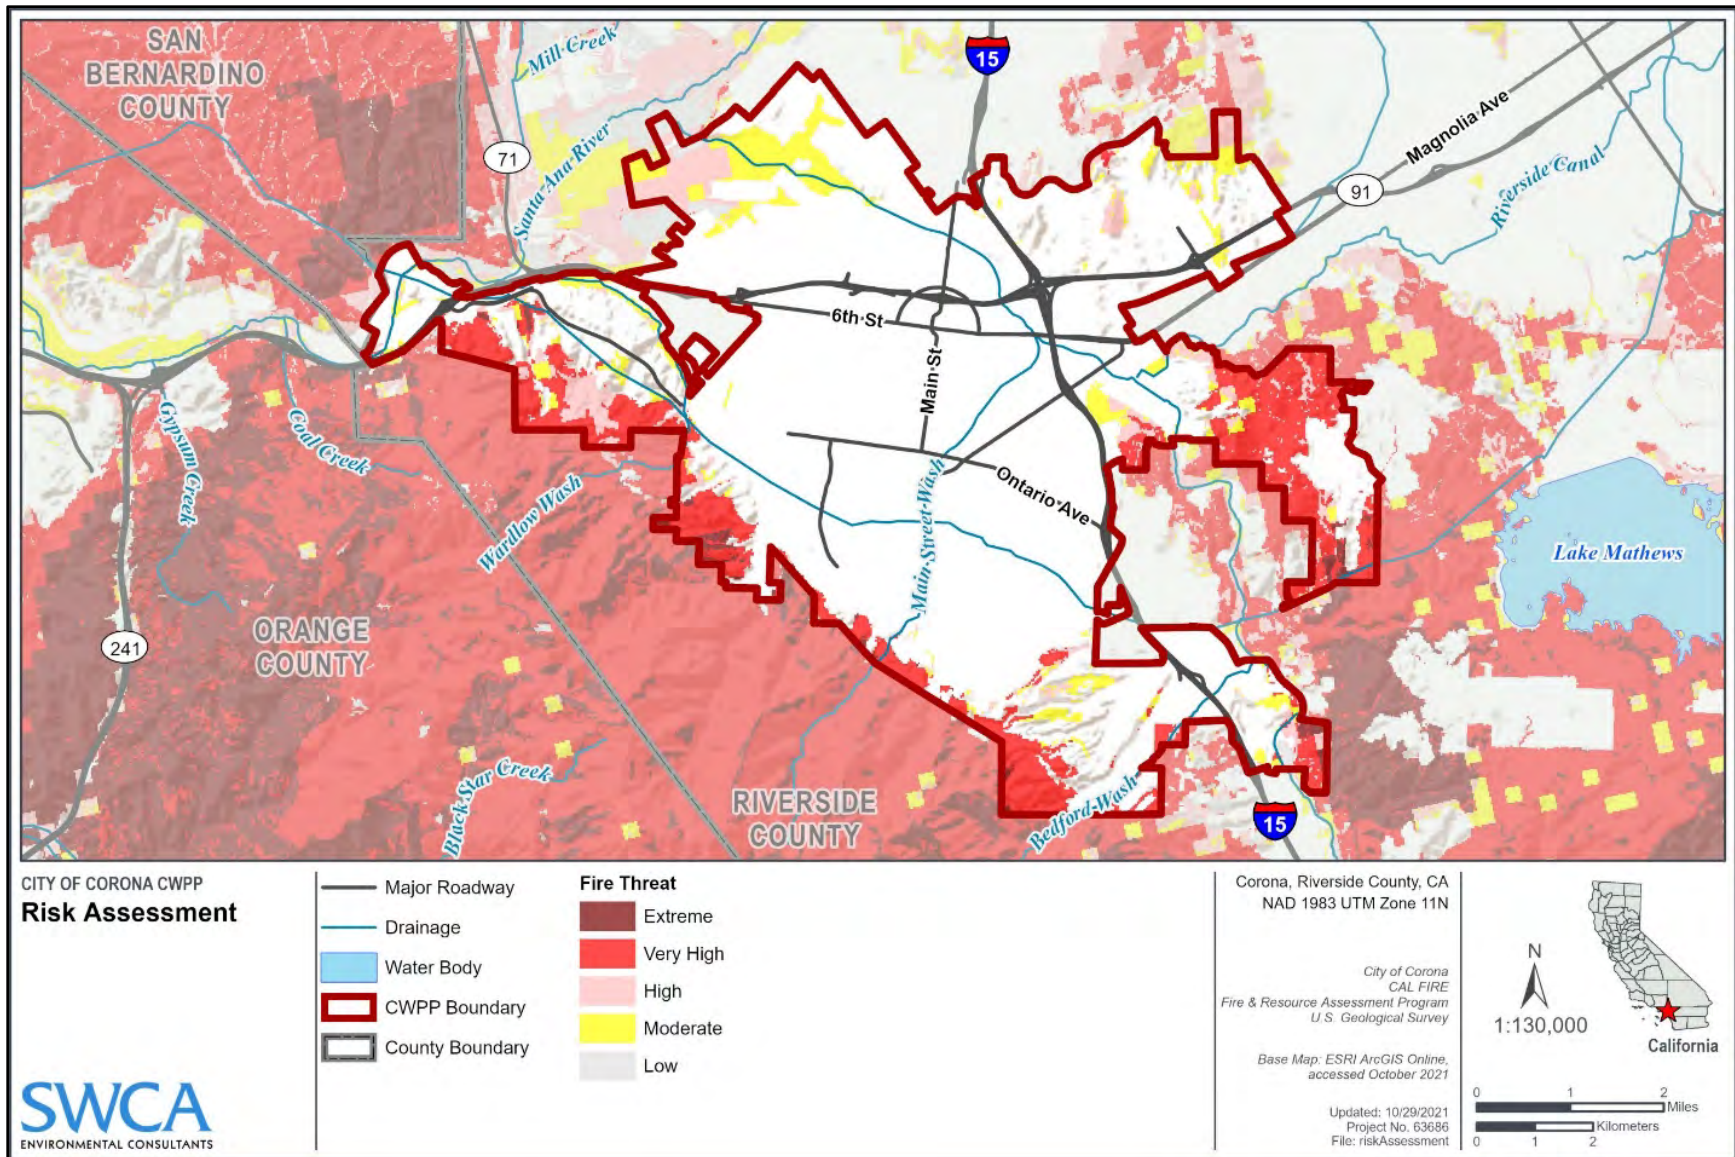 SAN
BERNARDINO
COUNTY
Mill Creek
15
71
Santa Ana River
Magnolia Ave
91
Riverside Canal
6th St
Main St
Gypsum Creek
Coal Creek
Wardlow Wash
Main Street Wash
Ontario Ave
Lake Mathews
ORANGE
COUNTY
241
Black Star Creek
RIVERSIDE
COUNTY
Bedford Wash
15
CITY OF CORONA CWPP
Risk Assessment
SWCA
ENVIRONMENTAL CONSULTANTS
Major Roadway
Drainage
Water Body
CWPP Boundary
County Boundary
Fire Threat
Extreme
Very High
High
Moderate
Low
Corona, Riverside County, CA
NAD 1983 UTM Zone 11N
City of Corona
CAL FIRE
Fire & Resource Assessment Program
U.S. Geological Survey
Base Map: ESRI ArcGIS Online,
accessed October 2021
Updated: 10/29/2021
Project No. 63686
File: riskAssessment
N
1:130,000
California
0 1 2
Miles
Kilometers
0 1 2